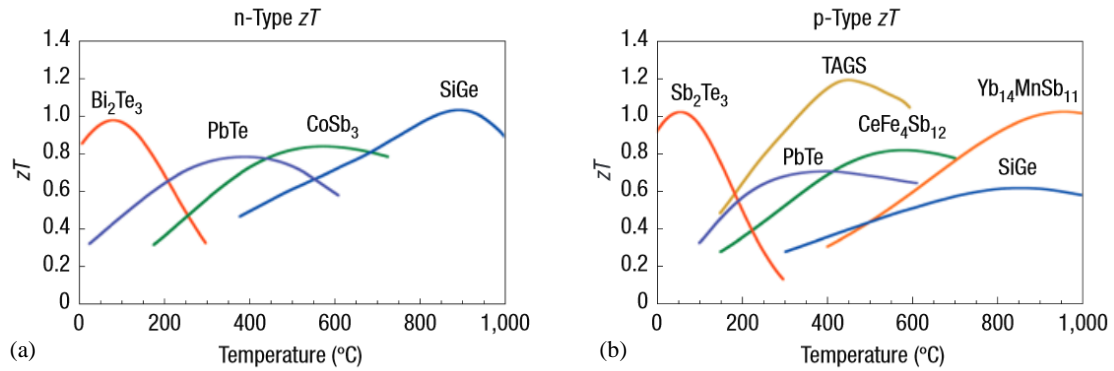 n-Type zT
1.4
1.2
1.0
0.8
0.6
0.4
0.2
0
zT
Bi₂Te₃
PbTe
CoSb₃
SiGe
0 200 400 600 800 1,000
Temperature (ºC)
(a)
p-Type zT
1.4
1.2
1.0
0.8
0.6
0.4
0.2
0
zT
Sb₂Te₃
TAGS
Yb₁₄MnSb₁₁
CeFe₄Sb₁₂
PbTe
SiGe
0 200 400 600 800 1,000
Temperature (ºC)
(b)